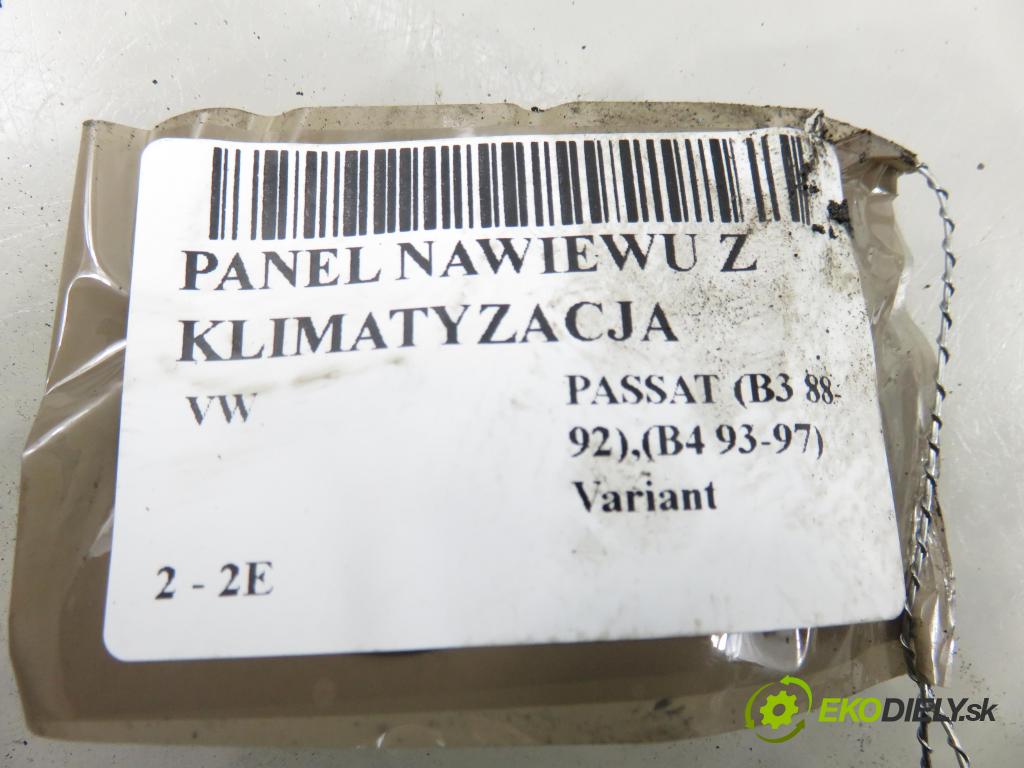 PANEL NAWIEWU Z
KLIMATYZACJA
VW
PASSAT (B3 88-
92),(B4 93-97)
Variant
2 - 2E
EKODIELY.sk